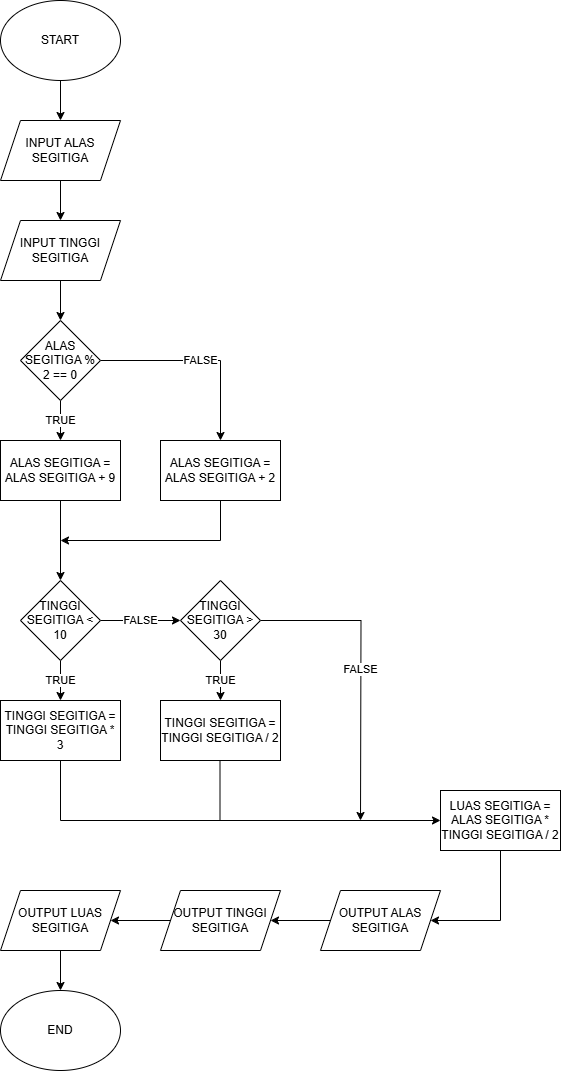 START
INPUT ALAS
SEGITIGA
INPUT TINGGI
SEGITIGA
ALAS
SEGITIGA %
2 == 0
FALSE
TRUE
ALAS SEGITIGA =
ALAS SEGITIGA + 9
ALAS SEGITIGA =
ALAS SEGITIGA + 2
TINGGI
SEGITIGA <
10
FALSE
TINGGI
SEGITIGA >
30
FALSE
TRUE
TRUE
TINGGI SEGITIGA =
TINGGI SEGITIGA *
3
TINGGI SEGITIGA =
TINGGI SEGITIGA / 2
LUAS SEGITIGA =
ALAS SEGITIGA *
TINGGI SEGITIGA / 2
OUTPUT ALAS
SEGITIGA
OUTPUT TINGGI
SEGITIGA
OUTPUT LUAS
SEGITIGA
END